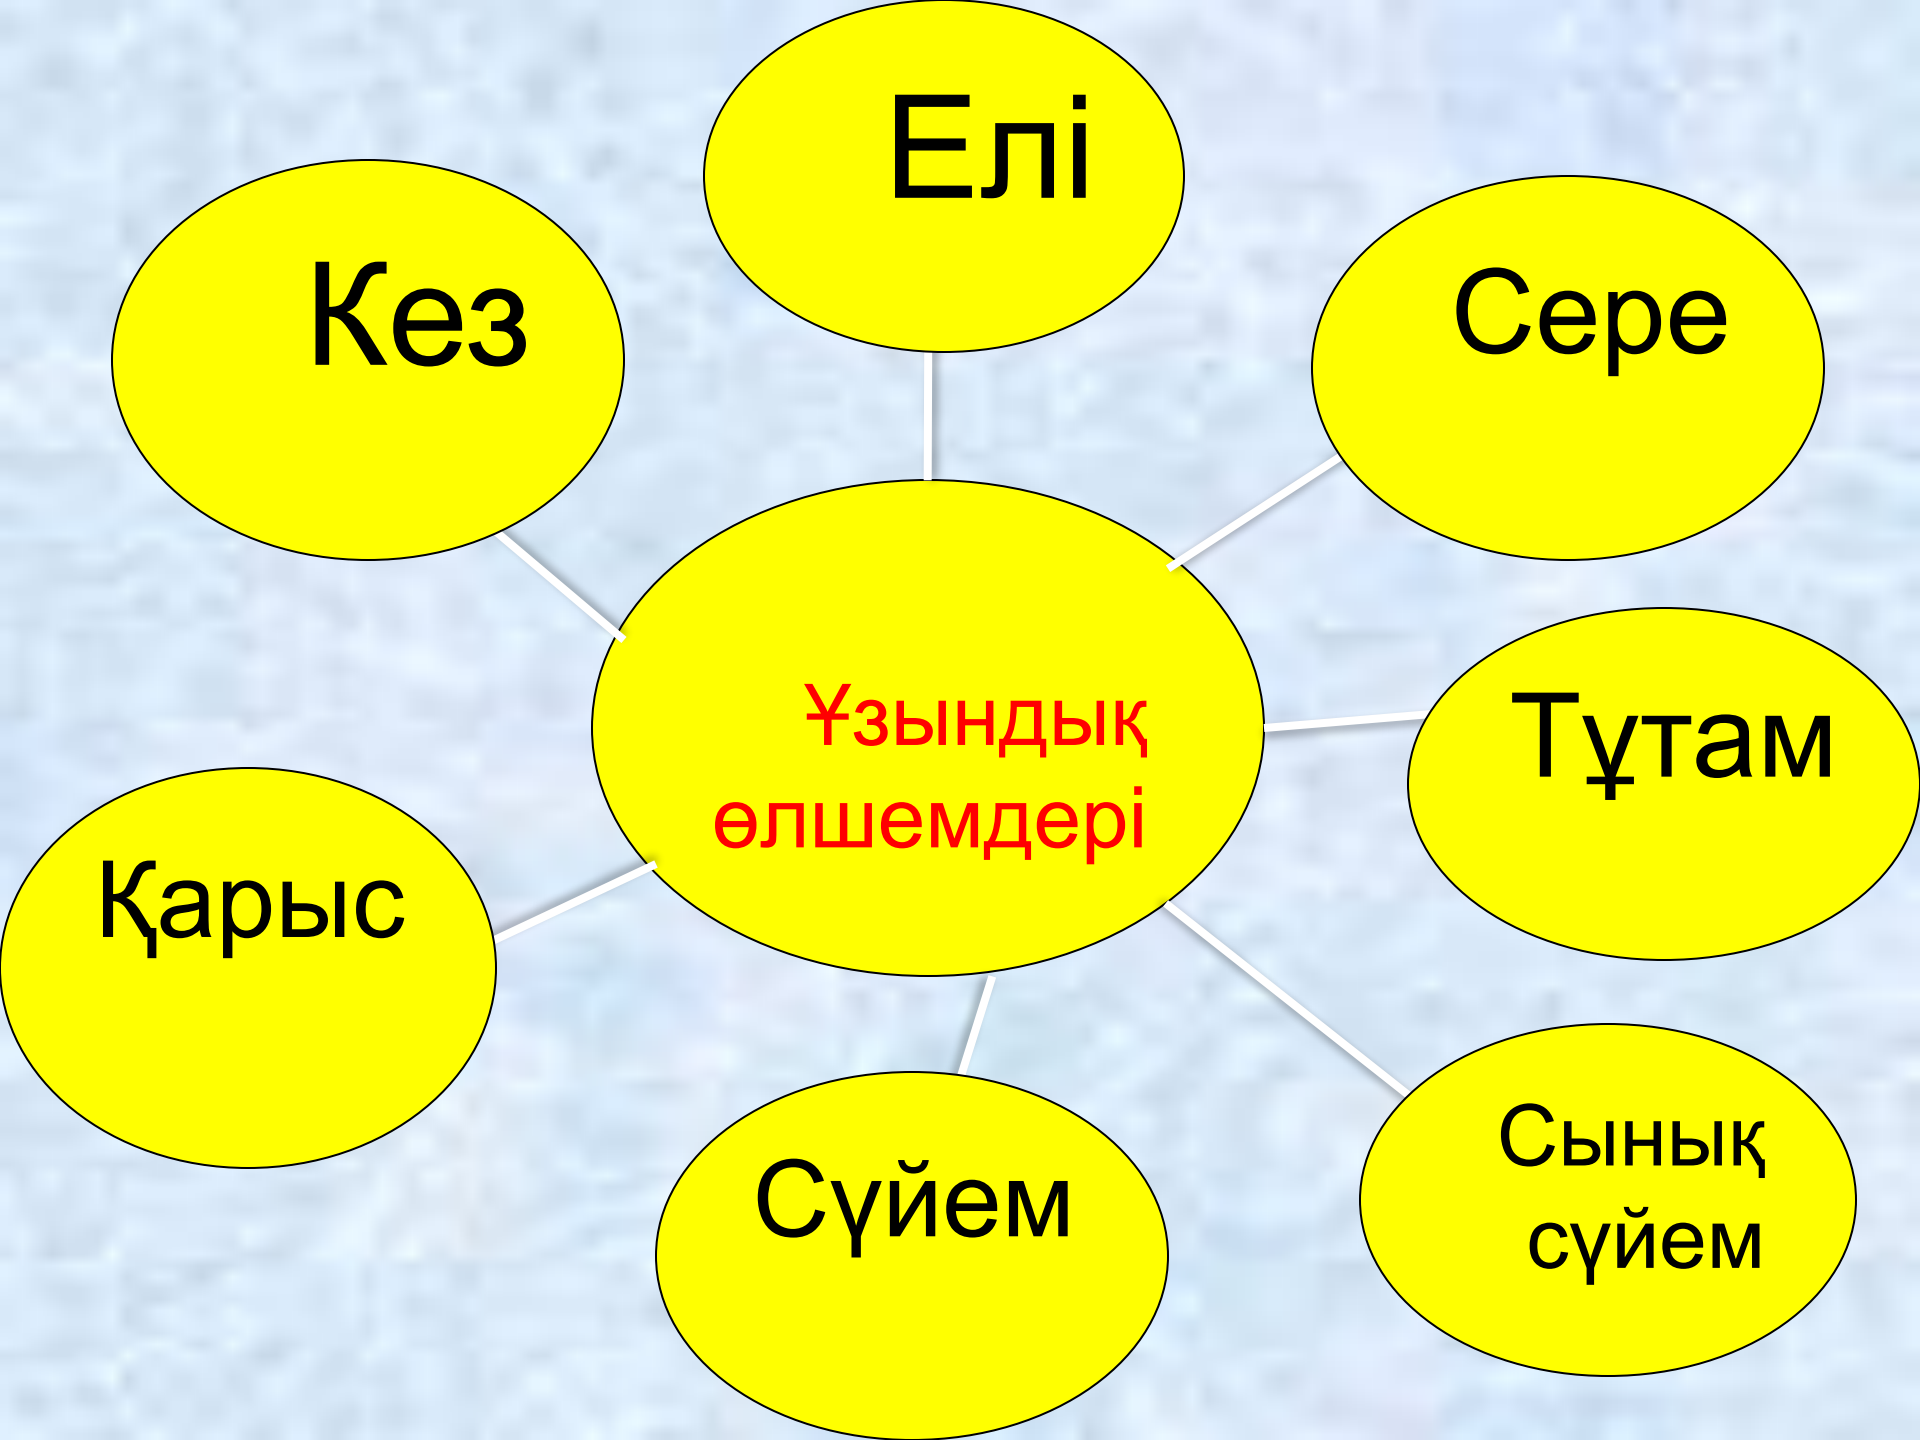 Елі
Кез
Сере
Ұзындық
өлшемдері
Тұтам
Қарыс
Сүйем
Сынық
сүйем